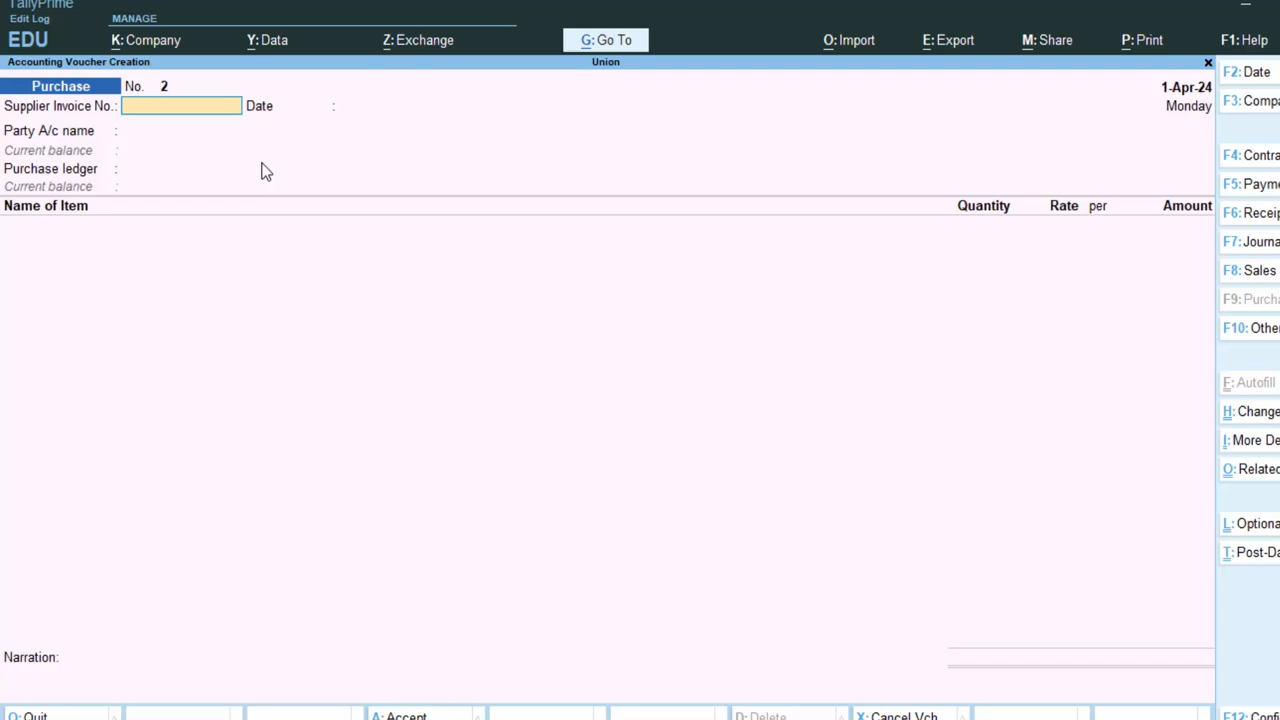 TallyPrime
Edit Log
MANAGE
EDU
K: Company Y: Data Z: Exchange G: Go To O: Import E: Export M: Share P: Print F1: Help
Accounting Voucher Creation Union
Purchase No. 2 1-Apr-24
Supplier Invoice No.: Date : Monday
Party A/c name :
Current balance :
Purchase ledger :
Current balance :
Name of Item Quantity Rate per Amount
Narration:
Q: Quit A: Accept D: Delete X: Cancel Vch
F2: Date
F3: Compa
F4: Contra
F5: Payme
F6: Receip
F7: Journa
F8: Sales
F9: Purcha
F10: Othe
F: Autofill
H: Change
I: More De
O: Related
L: Optiona
T: Post-Da
F12: Confi